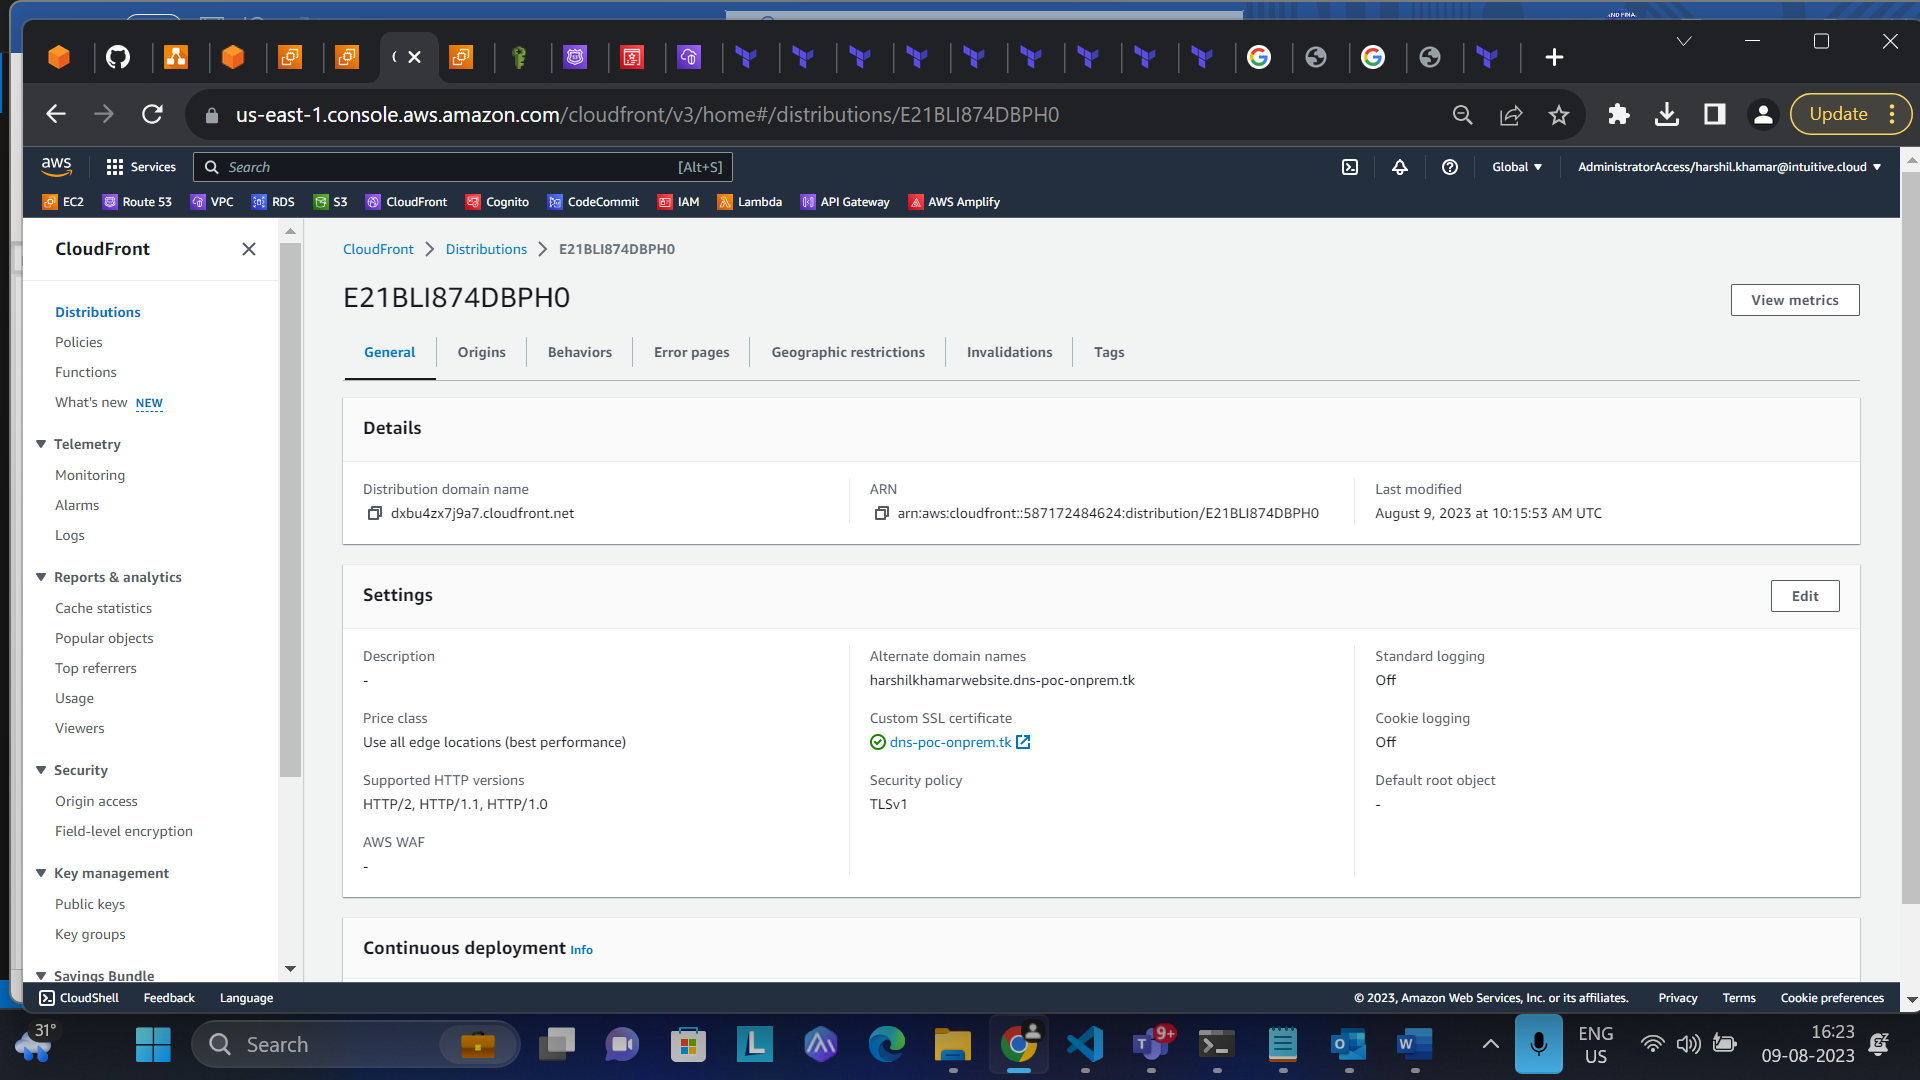 AND FINA.
us-east-1.console.aws.amazon.com/cloudfront/v3/home#/distributions/E21BLI874DBPH0
Update
aws
Services
Search
[Alt+S]
Global
AdministratorAccess/harshil.khamar@intuitive.cloud
EC2
Route 53
VPC
RDS
S3
CloudFront
Cognito
CodeCommit
IAM
Lambda
API Gateway
AWS Amplify
CloudFront
Distributions
Policies
Functions
What's new NEW
Telemetry
Monitoring
Alarms
Logs
Reports & analytics
Cache statistics
Popular objects
Top referrers
Usage
Viewers
Security
Origin access
Field-level encryption
Key management
Public keys
Key groups
Savings Bundle
CloudFront
Distributions
E21BLI874DBPH0
E21BLI874DBPH0
View metrics
General
Origins
Behaviors
Error pages
Geographic restrictions
Invalidations
Tags
Details
Distribution domain name
dxbu4zx7j9a7.cloudfront.net
ARN
arn:aws:cloudfront::587172484624:distribution/E21BLI874DBPH0
Last modified
August 9, 2023 at 10:15:53 AM UTC
Settings
Edit
Description
-
Price class
Use all edge locations (best performance)
Supported HTTP versions
HTTP/2, HTTP/1.1, HTTP/1.0
AWS WAF
-
Alternate domain names
harshilkhamarwebsite.dns-poc-onprem.tk
Custom SSL certificate
dns-poc-onprem.tk
Security policy
TLSv1
Standard logging
Off
Cookie logging
Off
Default root object
-
Continuous deployment Info
CloudShell
Feedback
Language
© 2023, Amazon Web Services, Inc. or its affiliates.
Privacy
Terms
Cookie preferences
31°
Search
9+
ENG
US
16:23
09-08-2023